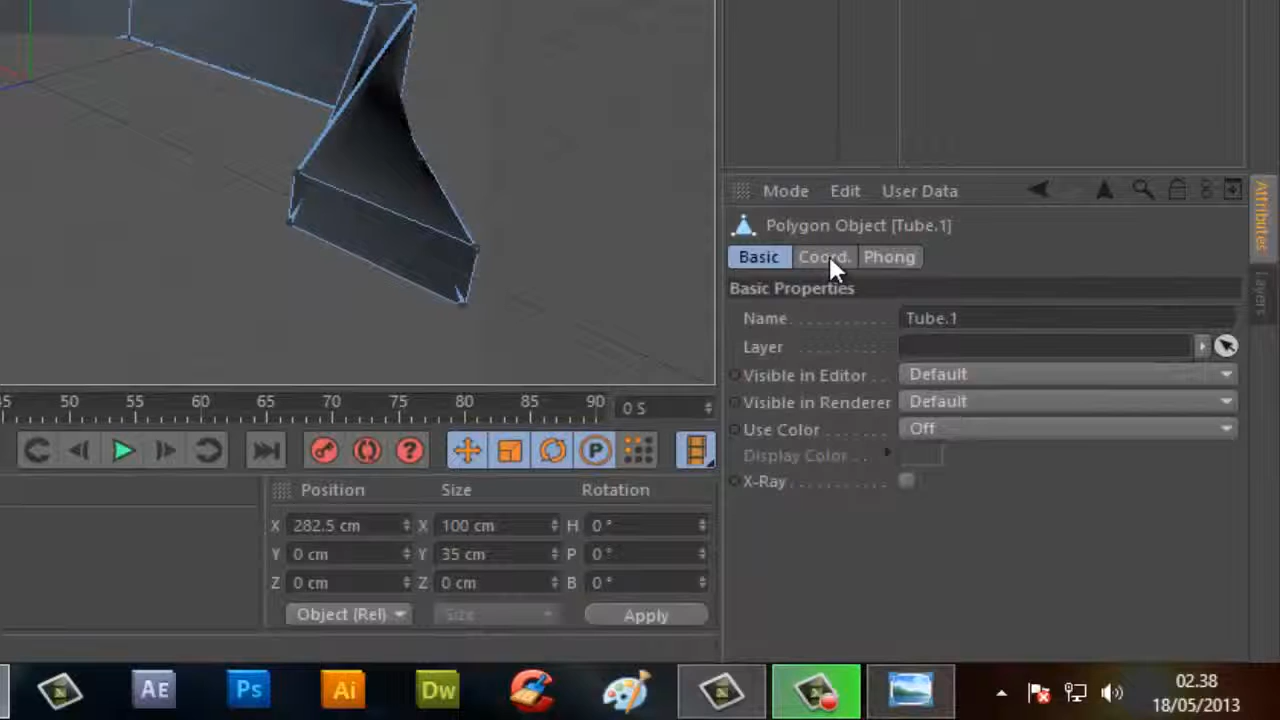 Mode Edit User Data
Attributes
Layers
Polygon Object [Tube.1]
Basic Coord. Phong
Basic Properties
Name Tube.1
Layer
Visible in Editor Default
Visible in Renderer Default
Use Color Off
Display Color
X-Ray
45 50 55 60 65 70 75 80 85 90 0 S
P
Position Size Rotation
X 282.5 cm X 100 cm H 0 °
Y 0 cm Y 35 cm P 0 °
Z 0 cm Z 0 cm B 0 °
Object (Rel) Size Apply
AE Ps Ai Dw
02.38
18/05/2013